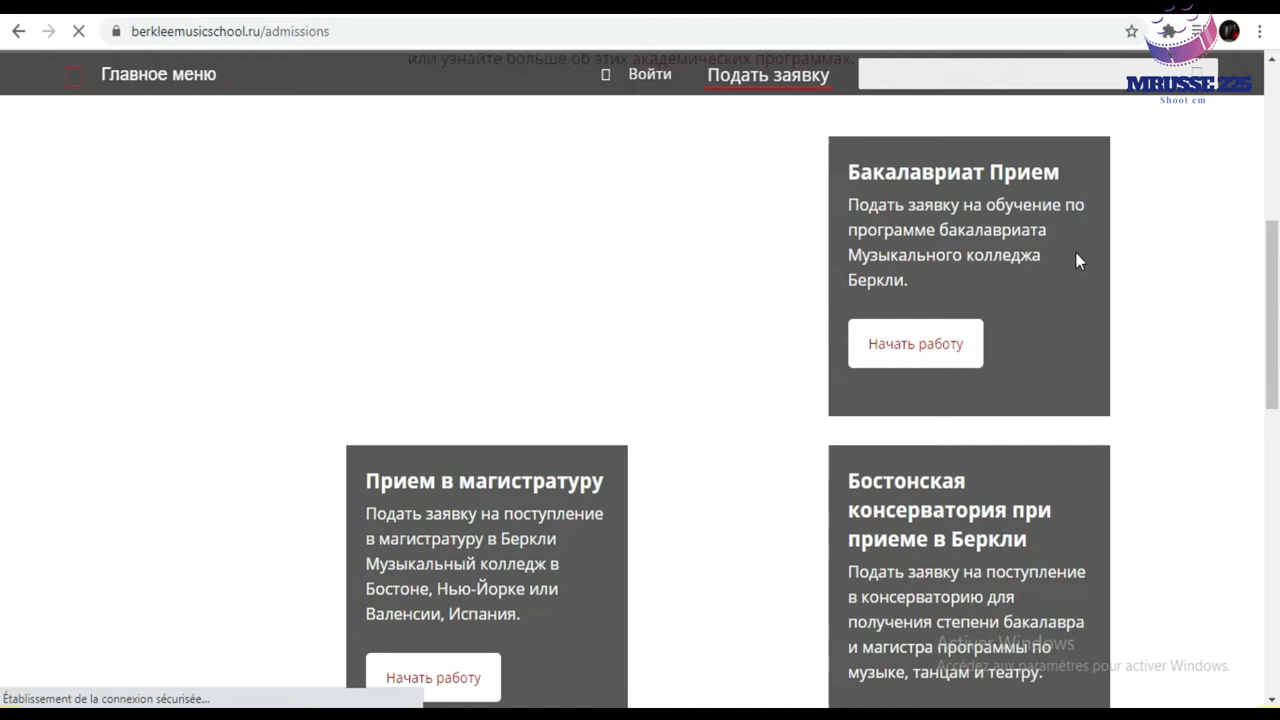 berkleemusicschool.ru/admissions
или узнайте больше об этих академических программах.
Главное меню
Войти
Подать заявку
MRUSSE 225
Shoot em
Бакалавриат Прием
Подать заявку на обучение по
программе бакалавриата
Музыкального колледжа
Беркли.
Начать работу
Прием в магистратуру
Подать заявку на поступление
в магистратуру в Беркли
Музыкальный колледж в
Бостоне, Нью-Йорке или
Валенсии, Испания.
Начать работу
Бостонская
консерватория при
приеме в Беркли
Подать заявку на поступление
в консерваторию для
получения степени бакалавра
и магистра программы по
музыке, танцам и театру.
Activer Windows
Accédez aux paramètres pour activer Windows.
Établissement de la connexion sécurisée...